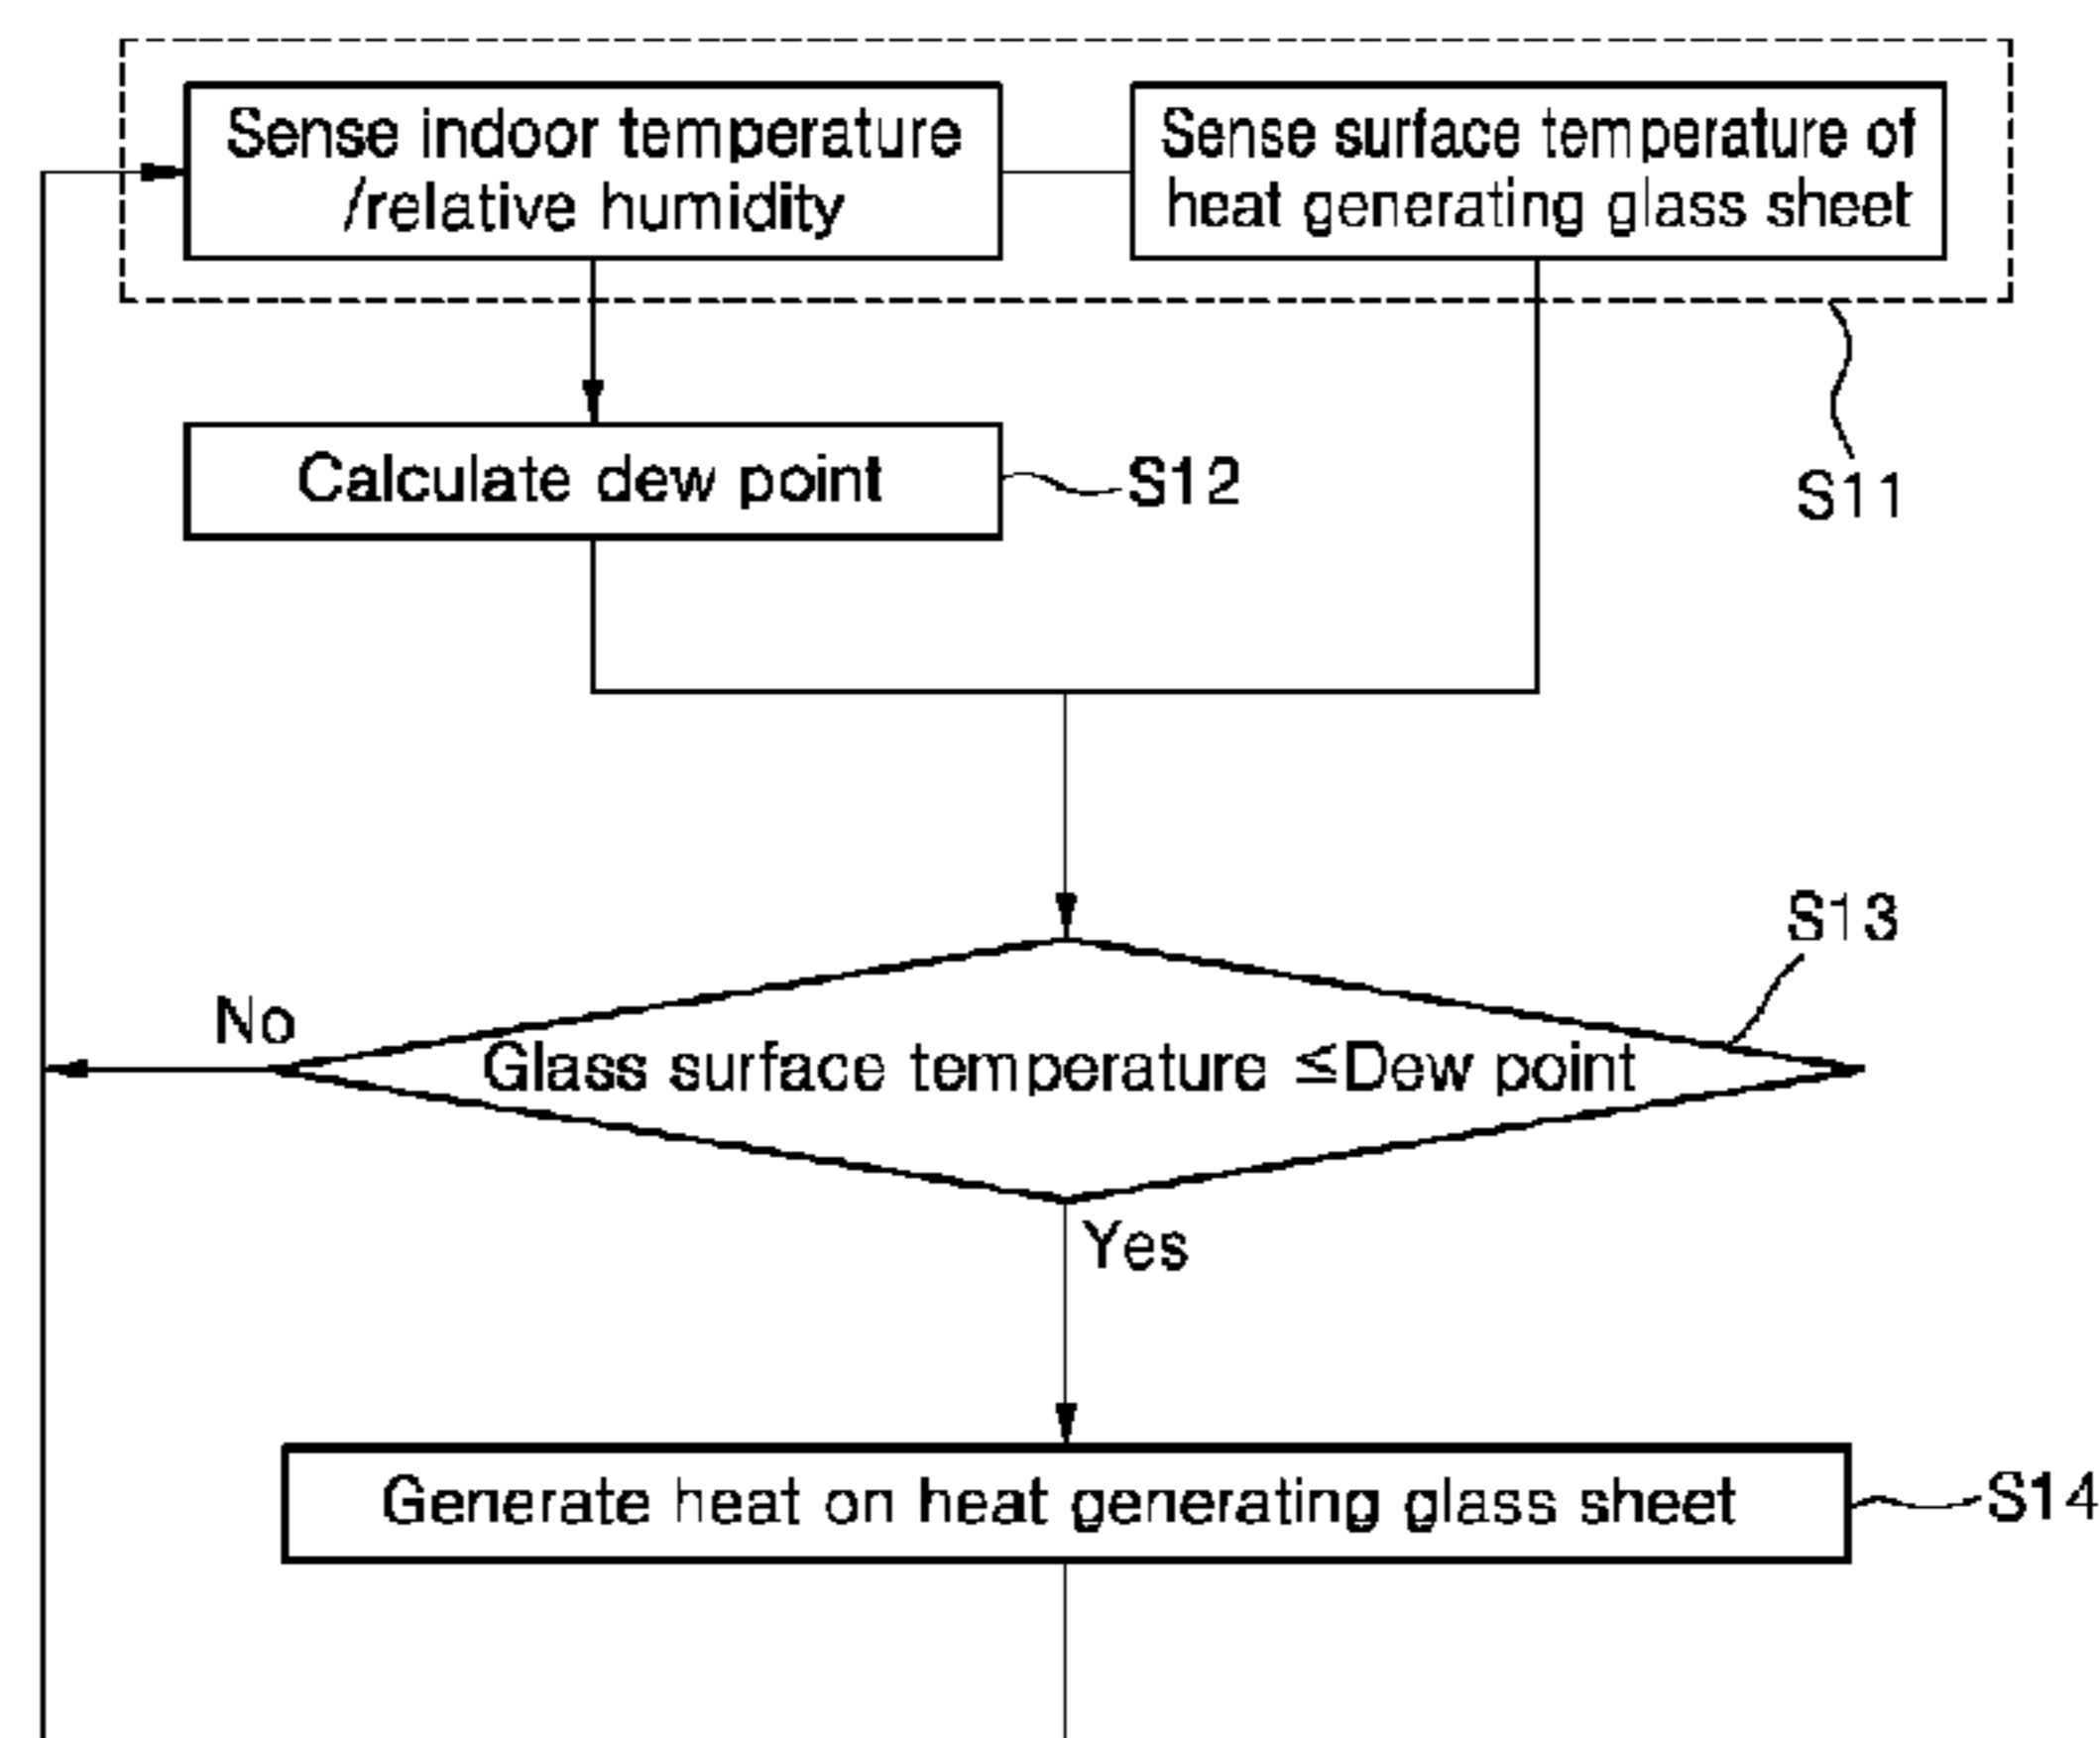 Sense indoor temperature
/relative humidity
Sense surface temperature of
heat generating glass sheet
S11
Calculate dew point
S12
S13
No
Glass surface temperature ≤Dew point
Yes
Generate heat on heat generating glass sheet
S14